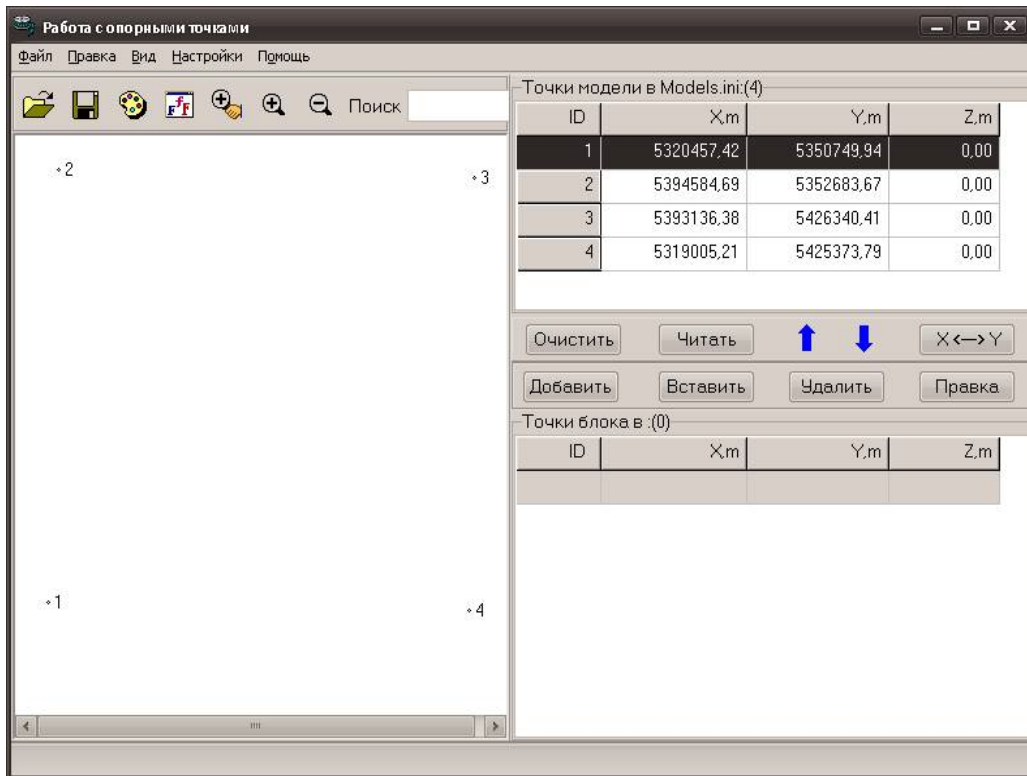 Работа с опорными точками
Файл Правка Вид Настройки Помощь
Поиск
2
3
1
4
Точки модели в Models.ini:(4)
ID X,m Y,m Z,m
1 5320457,42 5350749,94 0,00
2 5394584,69 5352683,67 0,00
3 5393136,38 5426340,41 0,00
4 5319005,21 5425373,79 0,00
Очистить Читать X<-->Y
Добавить Вставить Удалить Правка
Точки блока в :(0)
ID X,m Y,m Z,m